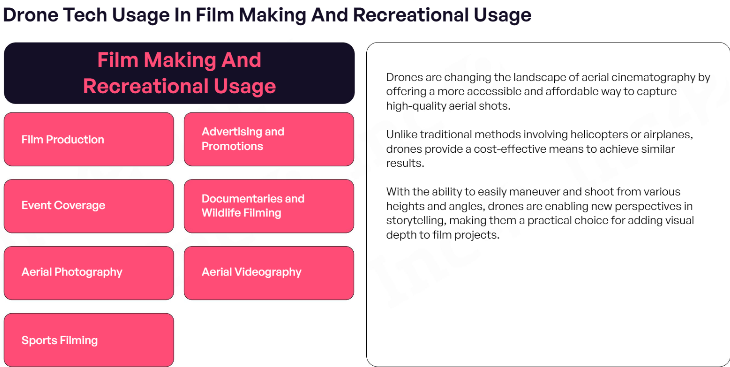 Drone Tech Usage In Film Making And Recreational Usage
Film Making And
Recreational Usage
Film Production
Advertising and
Promotions
Event Coverage
Documentaries and
Wildlife Filming
Aerial Photography
Aerial Videography
Sports Filming
Drones are changing the landscape of aerial cinematography by
offering a more accessible and affordable way to capture
high-quality aerial shots.
Unlike traditional methods involving helicopters or airplanes,
drones provide a cost-effective means to achieve similar
results.
With the ability to easily maneuver and shoot from various
heights and angles, drones are enabling new perspectives in
storytelling, making them a practical choice for adding visual
depth to film projects.